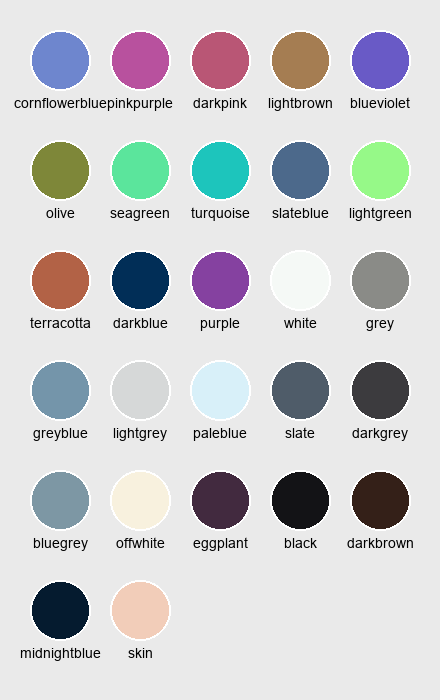 cornflowerblue pinkpurple darkpink lightbrown blueviolet
olive seagreen turquoise slateblue lightgreen
terracotta darkblue purple white grey
greyblue lightgrey paleblue slate darkgrey
bluegrey offwhite eggplant black darkbrown
midnightblue skin